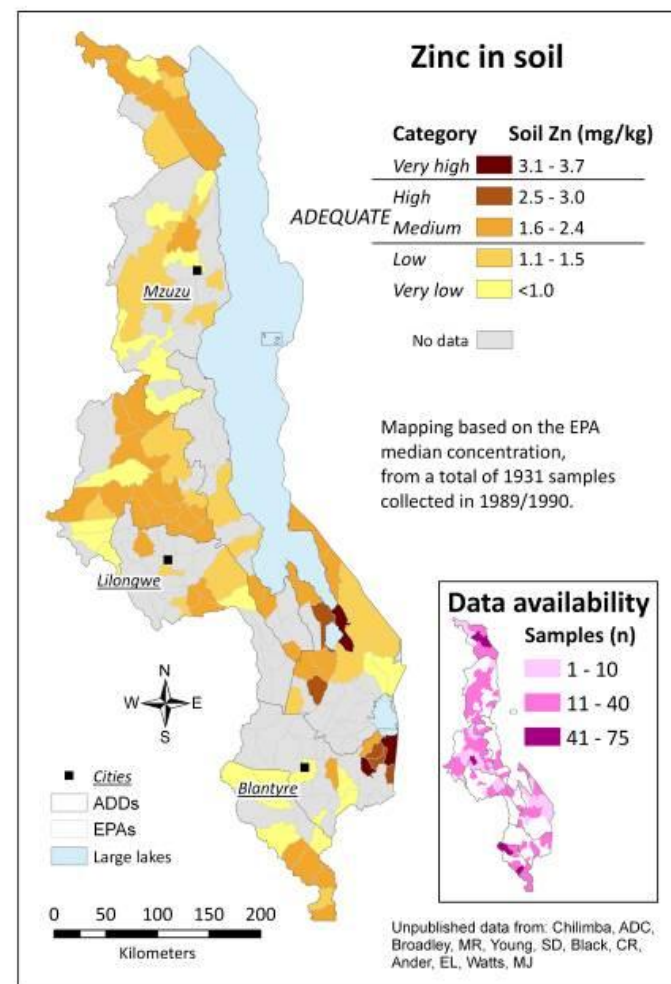 Zinc in soil
Category Soil Zn (mg/kg)
Very high 3.1 - 3.7
High 2.5 - 3.0
ADEQUATE
Medium 1.6 - 2.4
Low 1.1 - 1.5
Very low <1.0
No data
Mapping based on the EPA
median concentration,
from a total of 1931 samples
collected in 1989/1990.
Mzuzu
Lilongwe
Blantyre
N
W E
S
Cities
ADDs
EPAs
Large lakes
0 25 50 100 150 200
Kilometers
Data availability
Samples (n)
1 - 10
11 - 40
41 - 75
Unpublished data from: Chilimba, ADC,
Broadley, MR, Young, SD, Black, CR,
Ander, EL, Watts, MJ